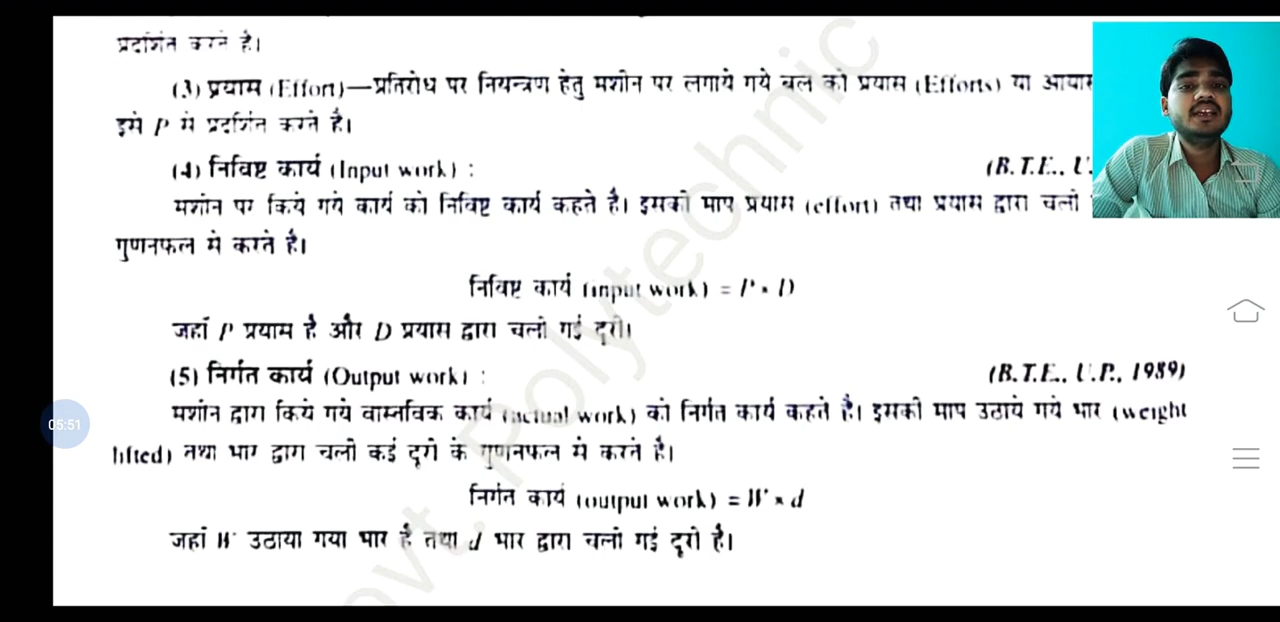 प्रदर्शित करते है।
(3) प्रयास (Effort)—प्रतिरोध पर नियन्त्रण हेतु मशीन पर लगाये गये बल को प्रयास (Efforts) या
इसे P से प्रदर्शित करते है।
(4) निविष्ट कार्य (Input work) :
(B.T.E., U.
मशीन पर किये गये कार्य को निविष्ट कार्य कहते है। इसकी माप प्रयास (effort) तथा प्रयास द्वारा चली
गुणनफल से करते है।
निविष्ट कार्य (input work) = P × D
जहाँ P प्रयास है और D प्रयास द्वारा चली गई दूरी।
(5) निर्गत कार्य (Output work) :
(B.T.E., U.P., 1989)
05:51
मशीन द्वारा किये गये वास्तविक कार्य (actual work) को निर्गत कार्य कहते है। इसकी माप उठाये गये भार (weight
lifted) तथा भार द्वारा चली कई दूरी के गुणनफल से करते है।
निर्गत कार्य (output work) = W × d
जहाँ W उठाया गया भार है तथा d भार द्वारा चली गई दूरी है।
ovt. Polytechnic